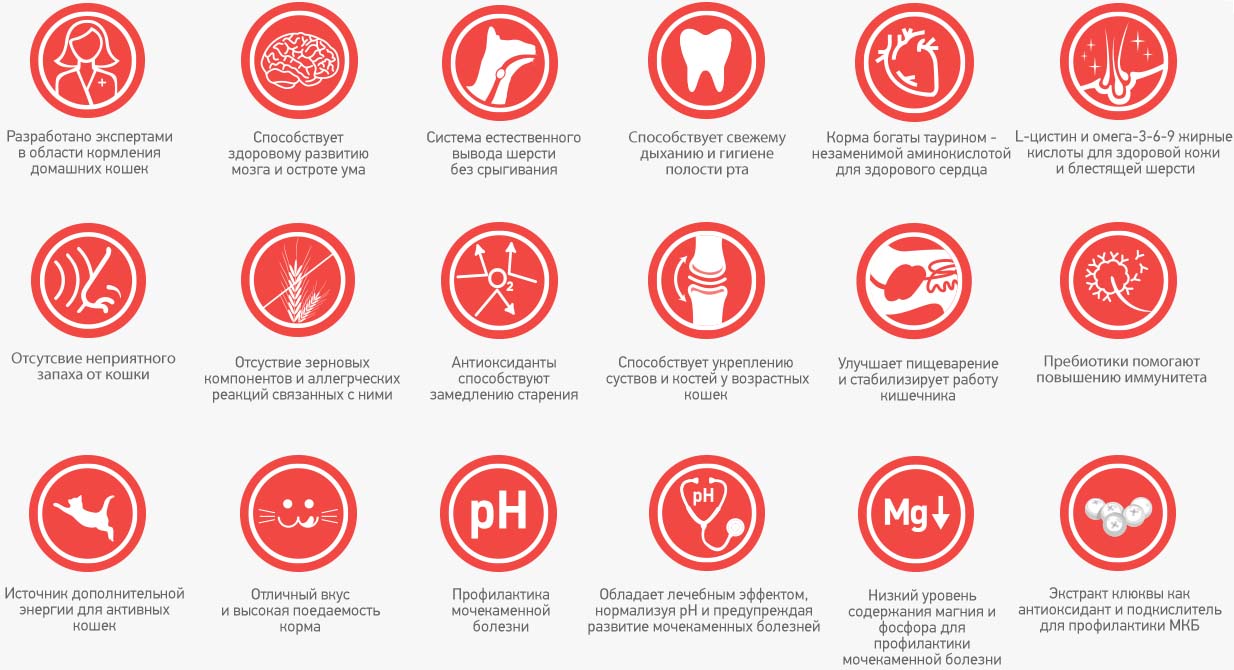 Разработано экспертами
в области кормления
домашних кошек
Способствует
здоровому развитию
мозга и остроте ума
Система естественного
вывода шерсти
без срыгивания
Способствует свежему
дыханию и гигиене
полости рта
Корма богаты таурином -
незаменимой аминокислотой
для здорового сердца
L-цистин и омега-3-6-9 жирные
кислоты для здоровой кожи
и блестящей шерсти
O2
Отсутсвие неприятного
запаха от кошки
Отсуствие зерновых
компонентов и аллегрческих
реакций связанных с ними
Антиоксиданты
способствуют
замедлению старения
Способствует укреплению
суствов и костей у возрастных
кошек
Улучшает пищеварение
и стабилизирует работу
кишечника
Пребиотики помогают
повышению иммунитета
pH
pH
Mg↓
Источник дополнительной
энергии для активных
кошек
Отличный вкус
и высокая поедаемость
корма
Профилактика
мочекаменной
болезни
Обладает лечебным эффектом,
нормализуя pH и предупреждая
развитие мочекаменных болезней
Низкий уровень
содержания магния и
фосфора для
профилактики
мочекаменной болезни
Экстракт клюквы как
антиоксидант и подкислитель
для профилактики МКБ